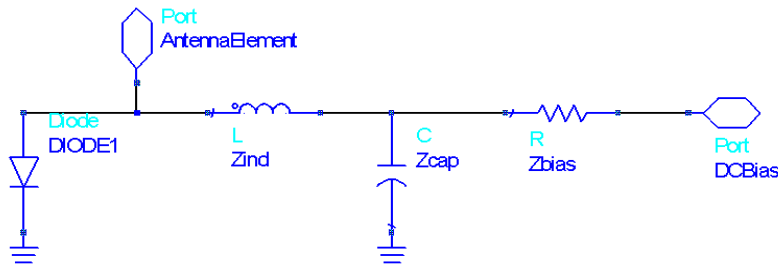 Port
AntennaElement
Diode
DIODE1
L
Zind
C
Zcap
R
Zbias
Port
DCBias